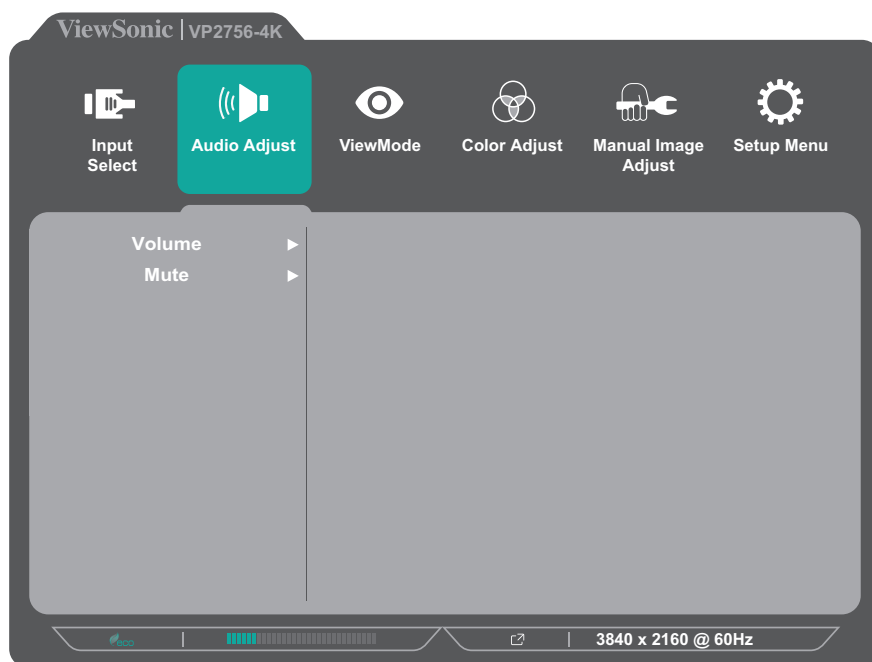 ViewSonic | VP2756-4K
Input
Select
Audio Adjust
ViewMode
Color Adjust
Manual Image
Adjust
Setup Menu
Volume
Mute
eco
3840 x 2160 @ 60Hz